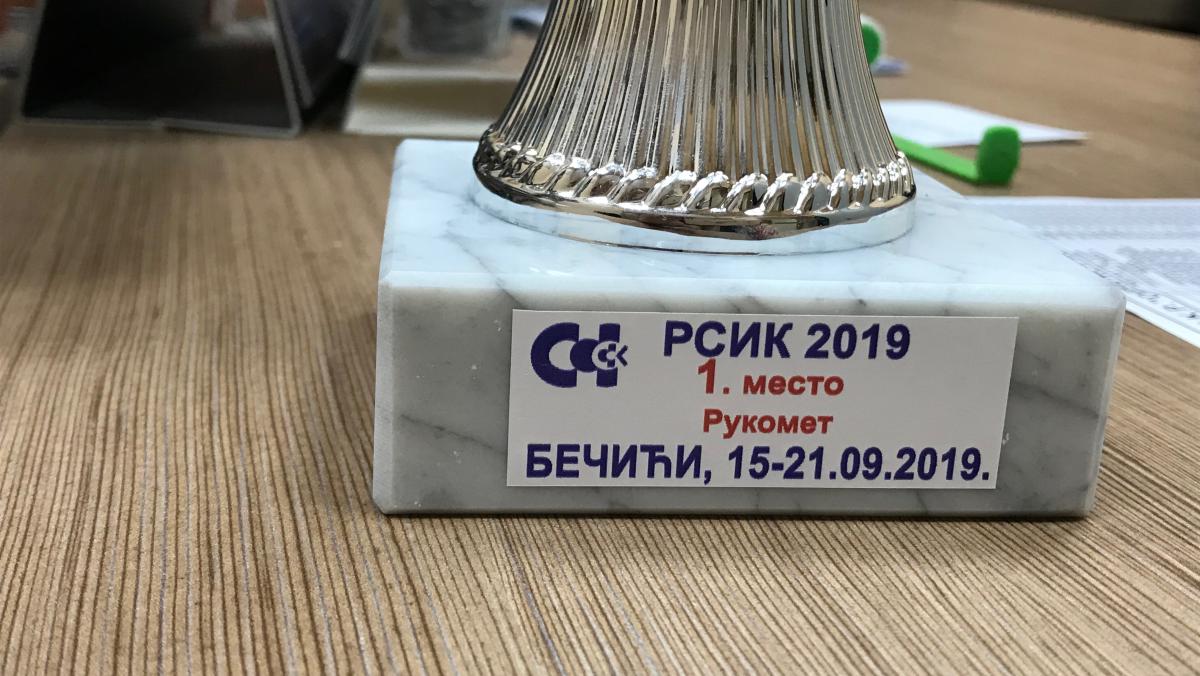 РСИК 2019
1. место
Рукомет
БЕЧИЋИ, 15-21.09.2019.